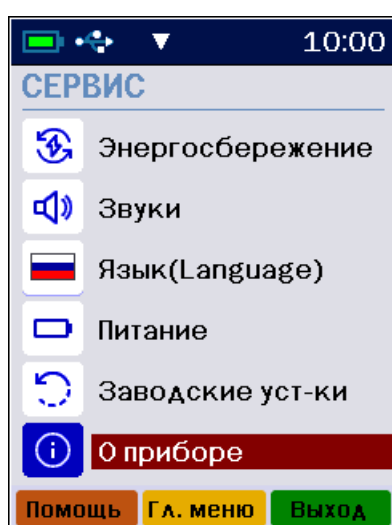 10:00
СЕРВИС
Энергосбережение
Звуки
Язык(Language)
Питание
Заводские уст-ки
О приборе
Помощь Гл. меню Выход